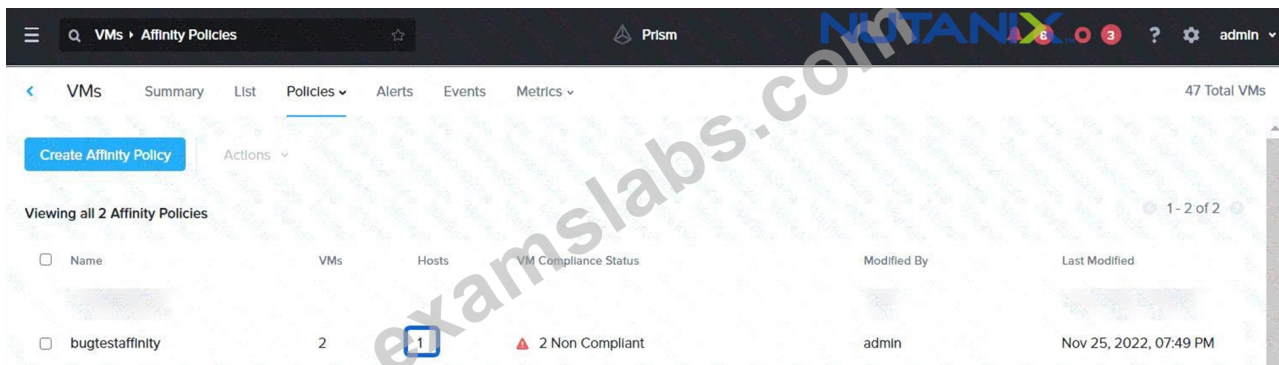 VMs ▸ Affinity Policies
Prism
NUTANIX
8
3
?
admin
VMs
Summary
List
Policies
Alerts
Events
Metrics
47 Total VMs
Create Affinity Policy
Actions
Viewing all 2 Affinity Policies
1 - 2 of 2
Name
VMs
Hosts
VM Compliance Status
Modified By
Last Modified
bugtestaffinity
2
1
2 Non Compliant
admin
Nov 25, 2022, 07:49 PM
examslabs.com